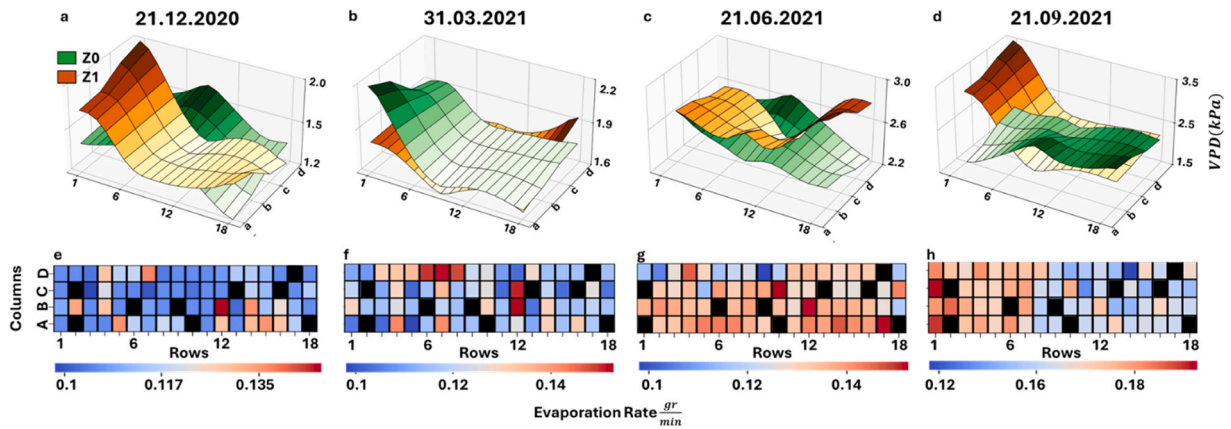 a 21.12.2020 b 31.03.2021 c 21.06.2021 d 21.09.2021
Z0
Z1
2.0 1.5 1.2
2.2 1.9 1.6
3.0 2.6 2.2
3.5 2.5 1.5
VPD(kPa)
1 6 12 18 a b c d
1 6 12 18 a b c d
1 6 12 18 a b c d
1 6 12 18 a b c d
e f g h
Columns
D
C
B
A
1 6 12 18 1 6 12 18 1 6 12 18 1 6 12 18
Rows Rows Rows Rows
0.1 0.117 0.135 0.1 0.12 0.14 0.1 0.12 0.14 0.12 0.16 0.18
Evaporation Rate gr/min